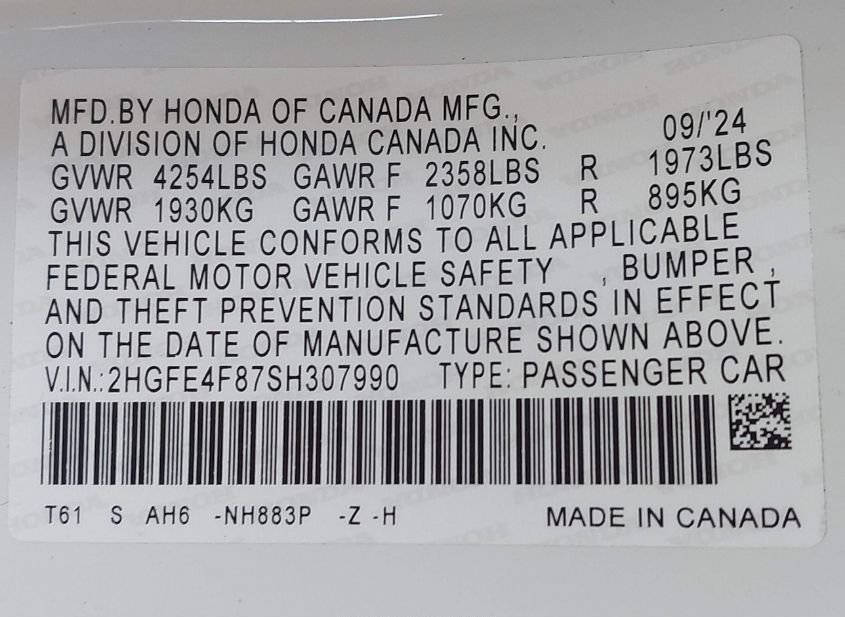 MFD.BY HONDA OF CANADA MFG.,
A DIVISION OF HONDA CANADA INC. 09/'24
GVWR 4254LBS GAWR F 2358LBS R 1973LBS
GVWR 1930KG GAWR F 1070KG R 895KG
THIS VEHICLE CONFORMS TO ALL APPLICABLE
FEDERAL MOTOR VEHICLE SAFETY , BUMPER ,
AND THEFT PREVENTION STANDARDS IN EFFECT
ON THE DATE OF MANUFACTURE SHOWN ABOVE.
V.I.N.:2HGFE4F87SH307990 TYPE: PASSENGER CAR
T61 S AH6 -NH883P -Z -H MADE IN CANADA